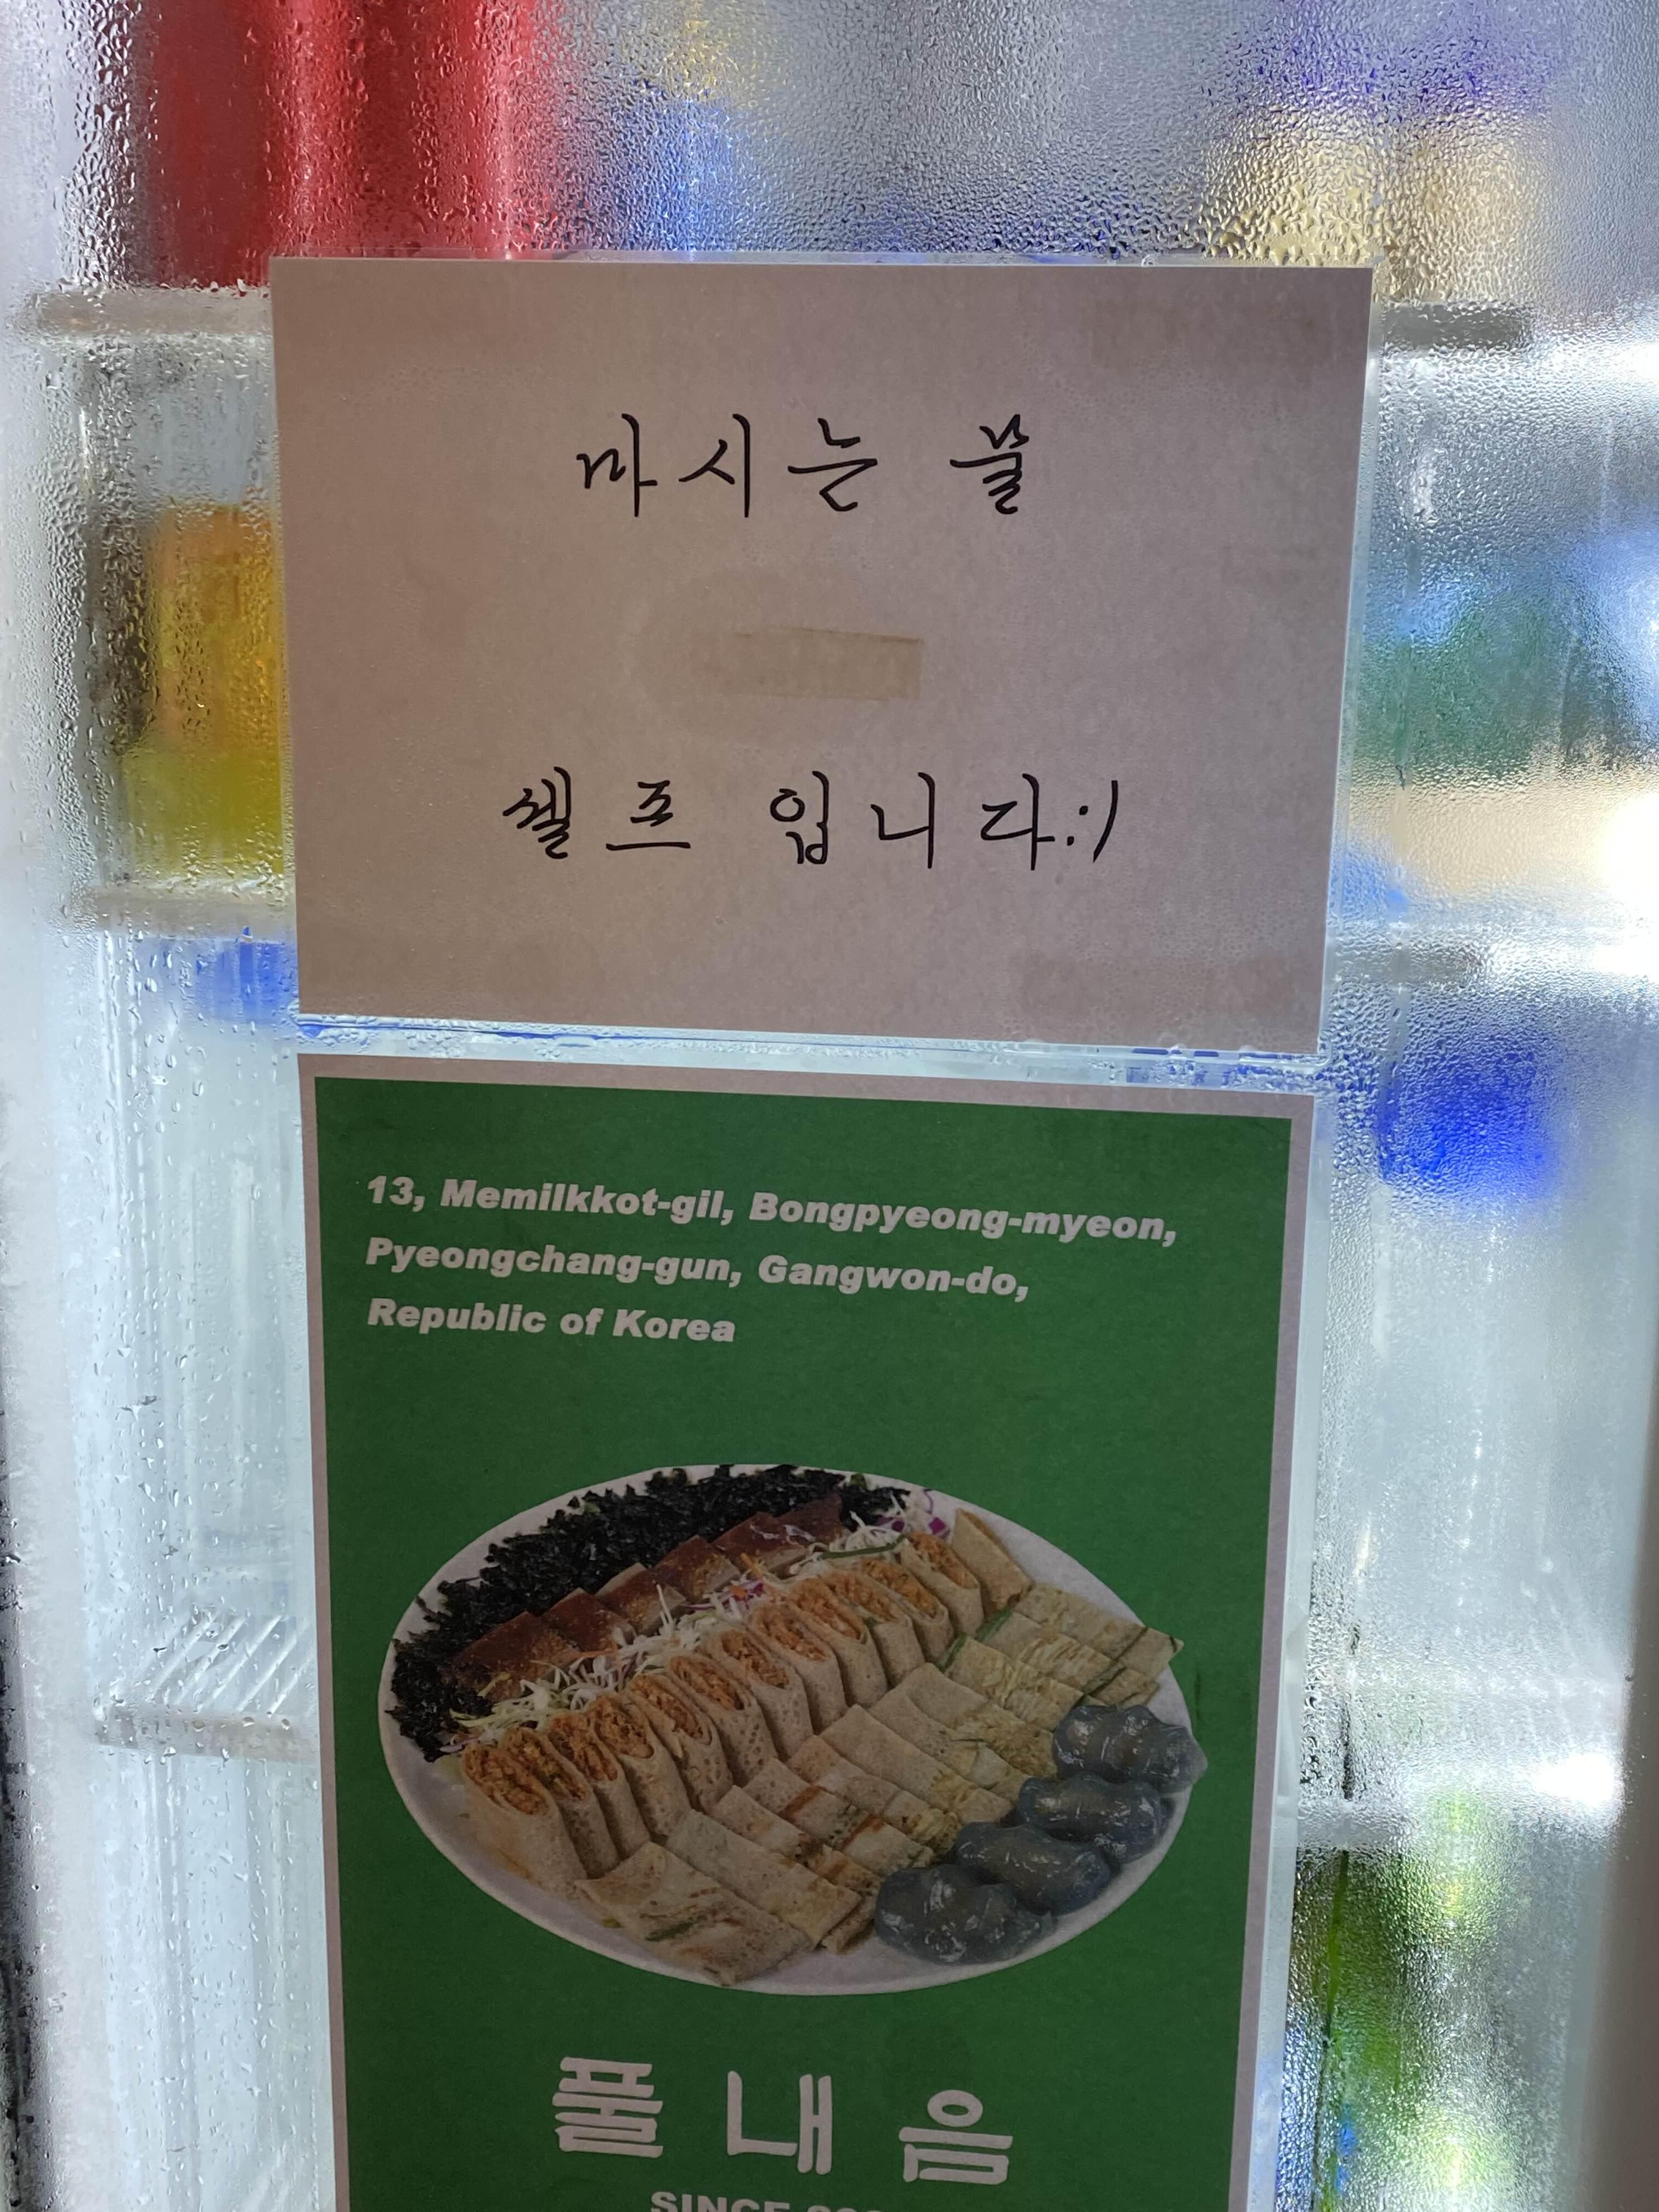 마시는 물
셀프 입니다:)
13, Memilkkot-gil, Bongpyeong-myeon,
Pyeongchang-gun, Gangwon-do,
Republic of Korea
풀내음
SINCE